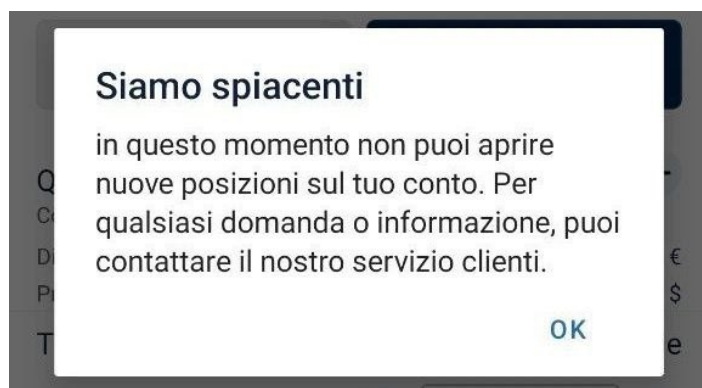 Siamo spiacenti
in questo momento non puoi aprire
nuove posizioni sul tuo conto. Per
qualsiasi domanda o informazione, puoi
contattare il nostro servizio clienti.
€
$
OK
e